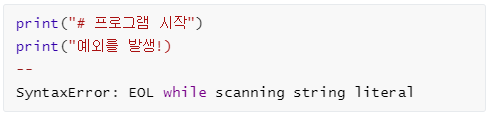 print("# 프로그램 시작")
print("예외를 발생!)
--
SyntaxError: EOL while scanning string literal